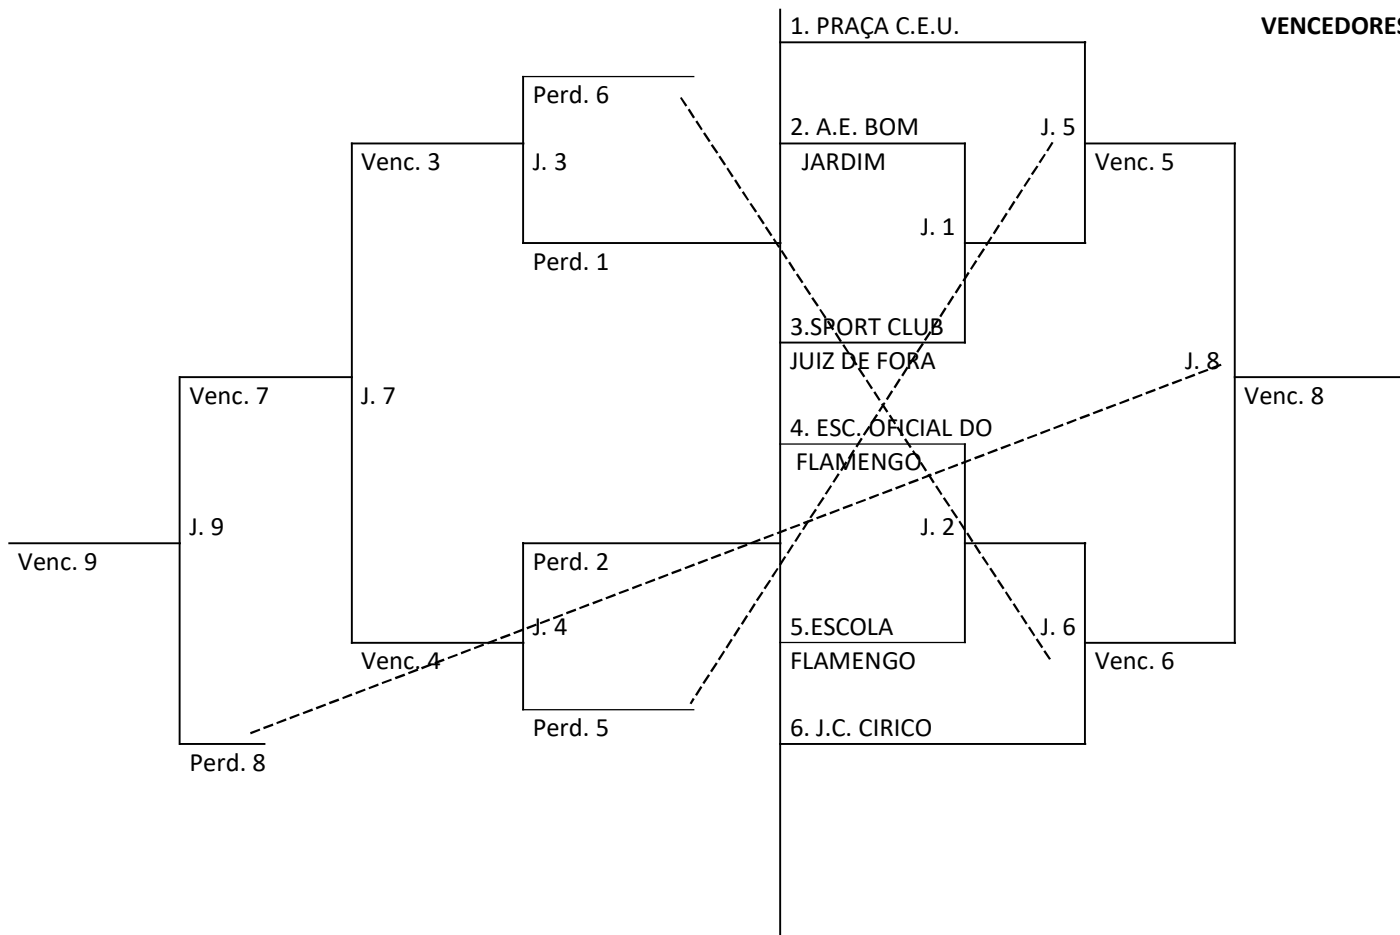 1. PRAÇA C.E.U.
VENCEDORES
Perd. 6
2. A.E. BOM
J. 5
Venc. 3
J. 3
JARDIM
Venc. 5
J. 1
Perd. 1
3.SPORT CLUB
JUIZ DE FORA
J. 8
Venc. 7
J. 7
Venc. 8
4. ESC. OFICIAL DO
FLAMENGO
J. 9
J. 2
Venc. 9
Perd. 2
J. 4
5.ESCOLA
J. 6
Venc. 4
FLAMENGO
Venc. 6
Perd. 5
6. J.C. CIRICO
Perd. 8